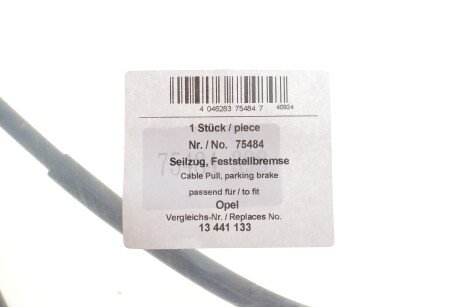 4 046283 75484 7 40924
1 Stück / piece
Nr. / No. 75484
Seilzug, Feststellbremse
Cable Pull, parking brake
passend für / to fit
Opel
Vergleichs-Nr. / Replaces No.
13 441 133